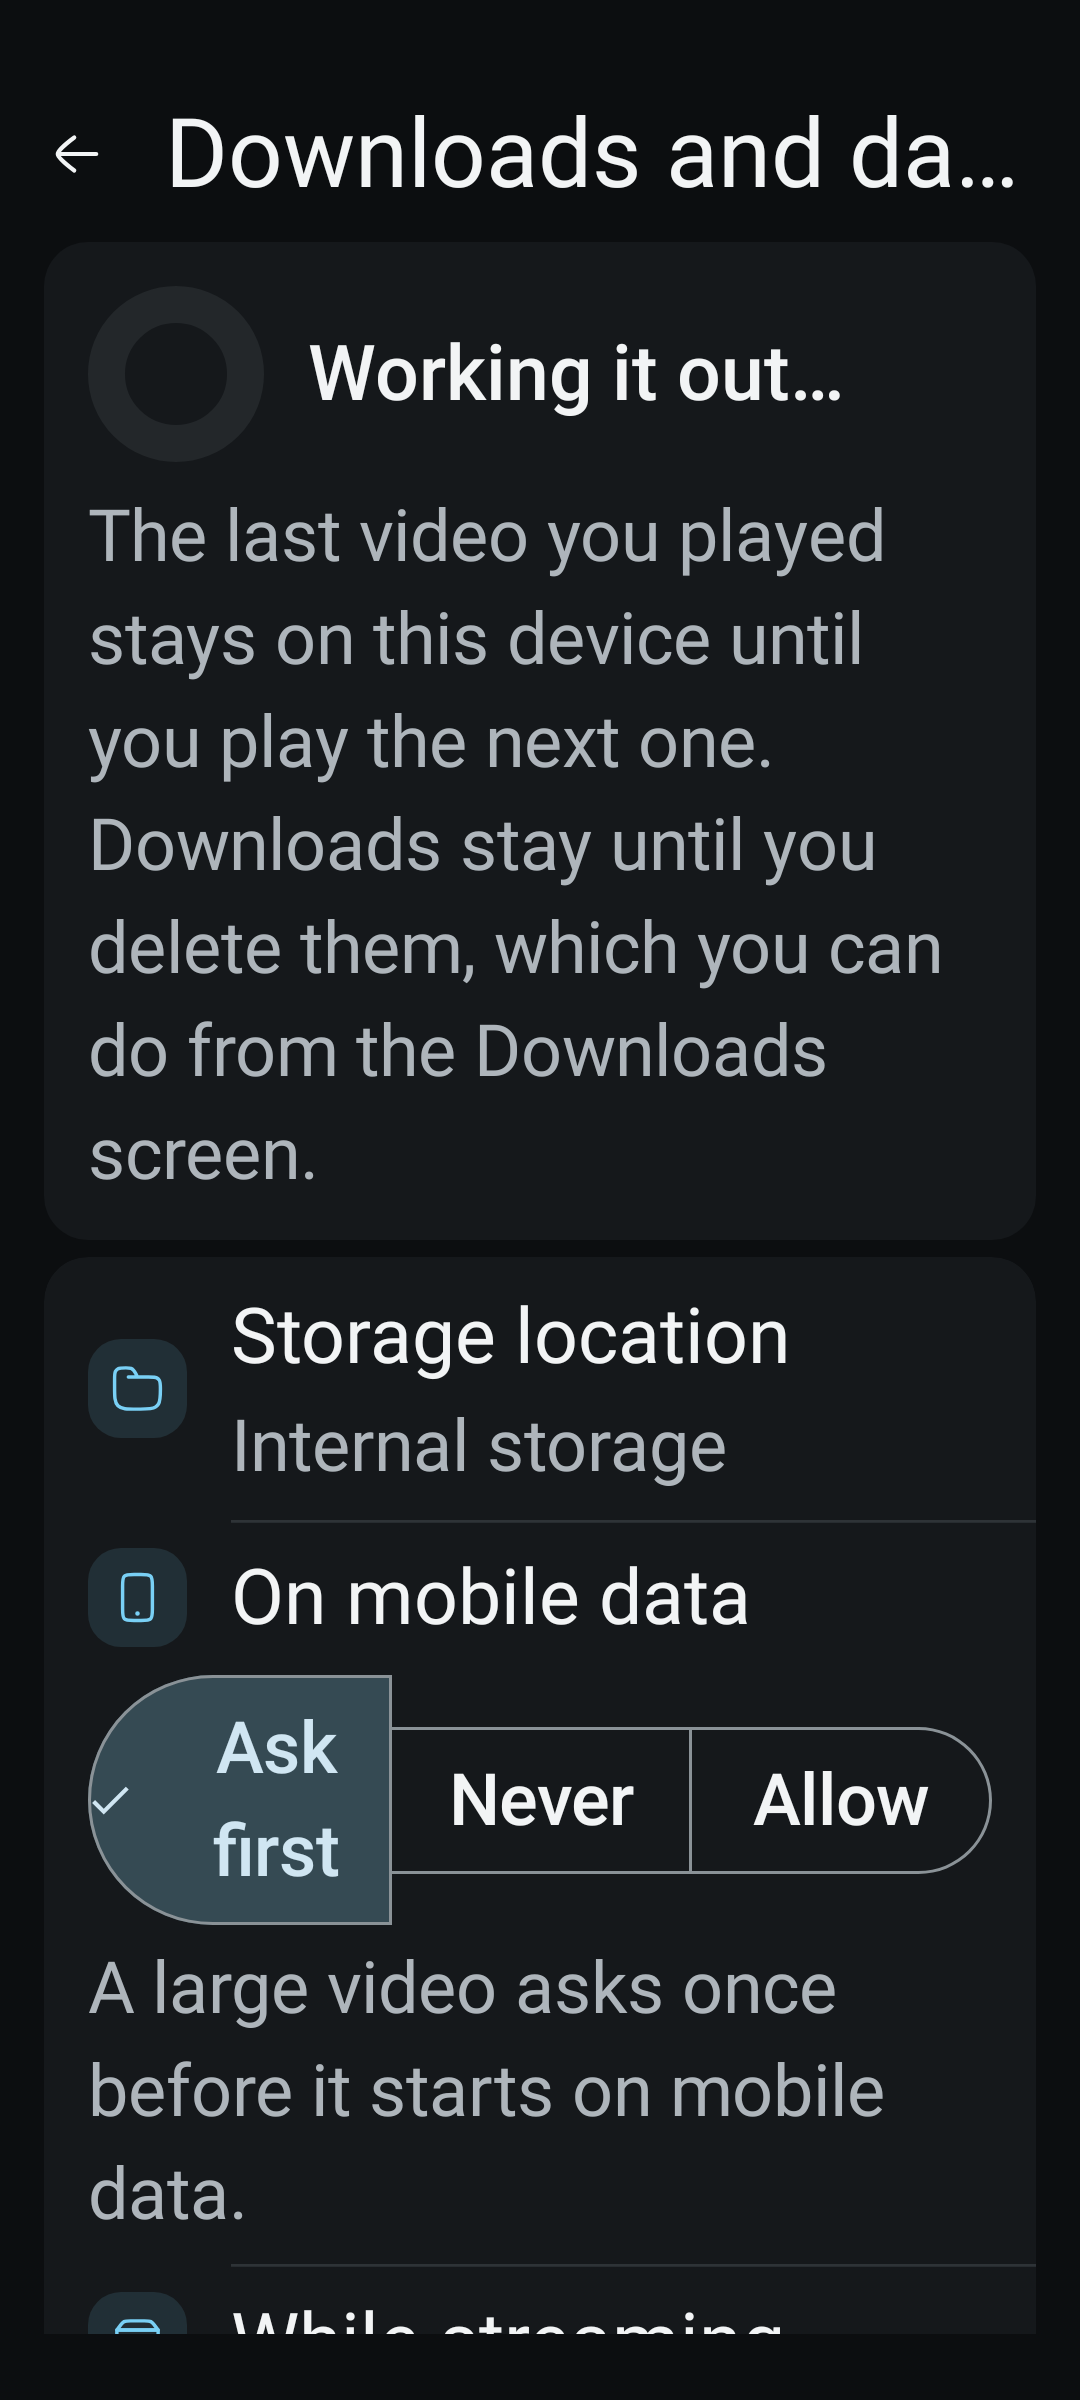 Downloads and da…
Working it out…
The last video you played
stays on this device until
you play the next one.
Downloads stay until you
delete them, which you can
do from the Downloads
screen.
Storage location
Internal storage
On mobile data
Ask
first
Never
Allow
A large video asks once
before it starts on mobile
data.
While streaming